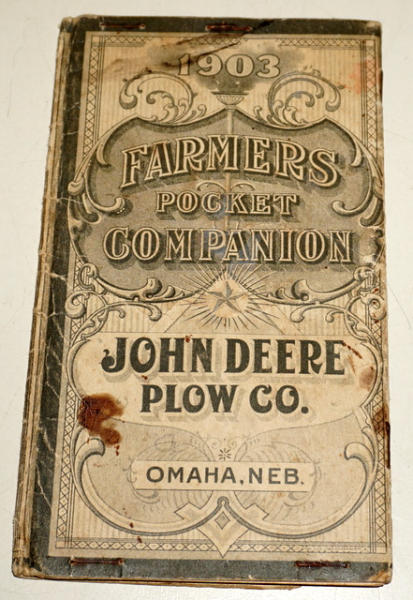 1903
FARMERS
POCKET
COMPANION
JOHN DEERE
PLOW CO.
OMAHA, NEB.